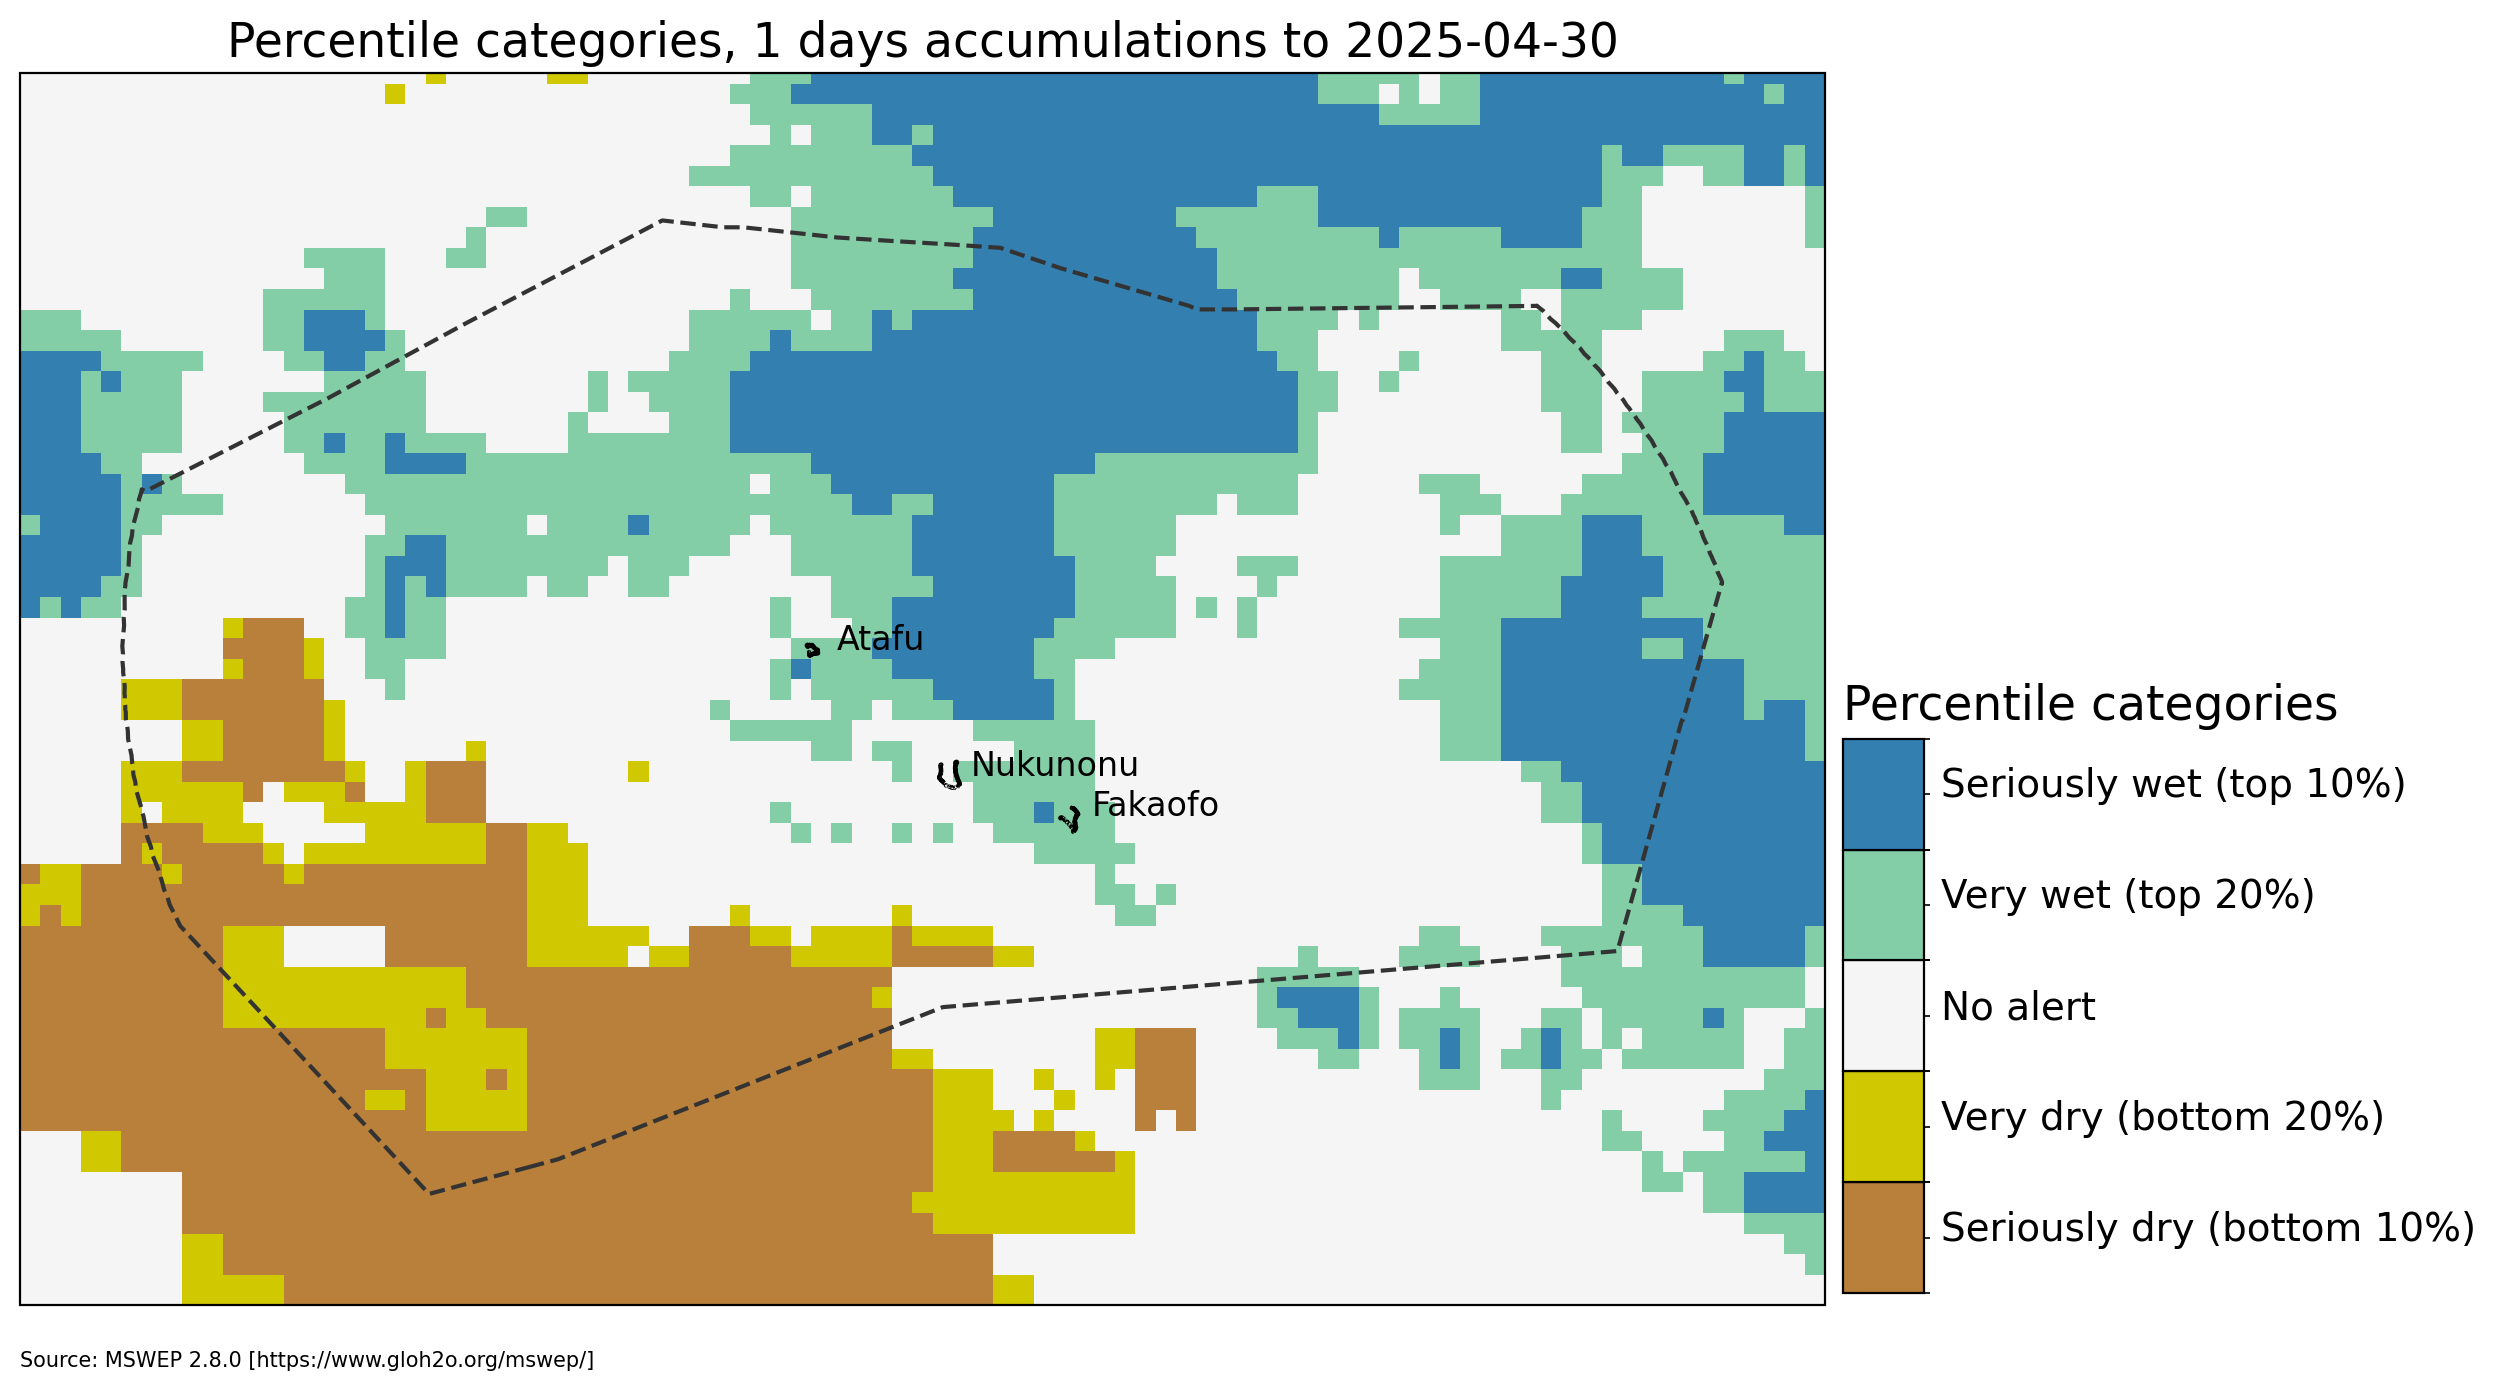 Percentile categories, 1 days accumulations to 2025-04-30
Atafu
Nukunonu
Fakaofo
Percentile categories
Seriously wet (top 10%)
Very wet (top 20%)
No alert
Very dry (bottom 20%)
Seriously dry (bottom 10%)
Source: MSWEP 2.8.0 [https://www.gloh2o.org/mswep/]